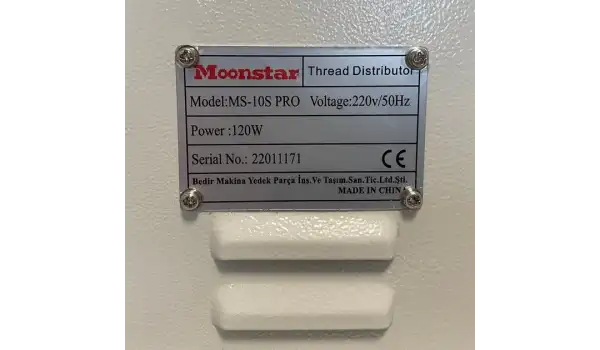 Moonstar Thread Distributor
Model:MS-10S PRO Voltage:220v/50Hz
Power :120W
Serial No.: 22011171 CE
Bedir Makina Yedek Parça İnş.Ve Taşım.San.Tic.Ltd.Şti.
MADE IN CHINA